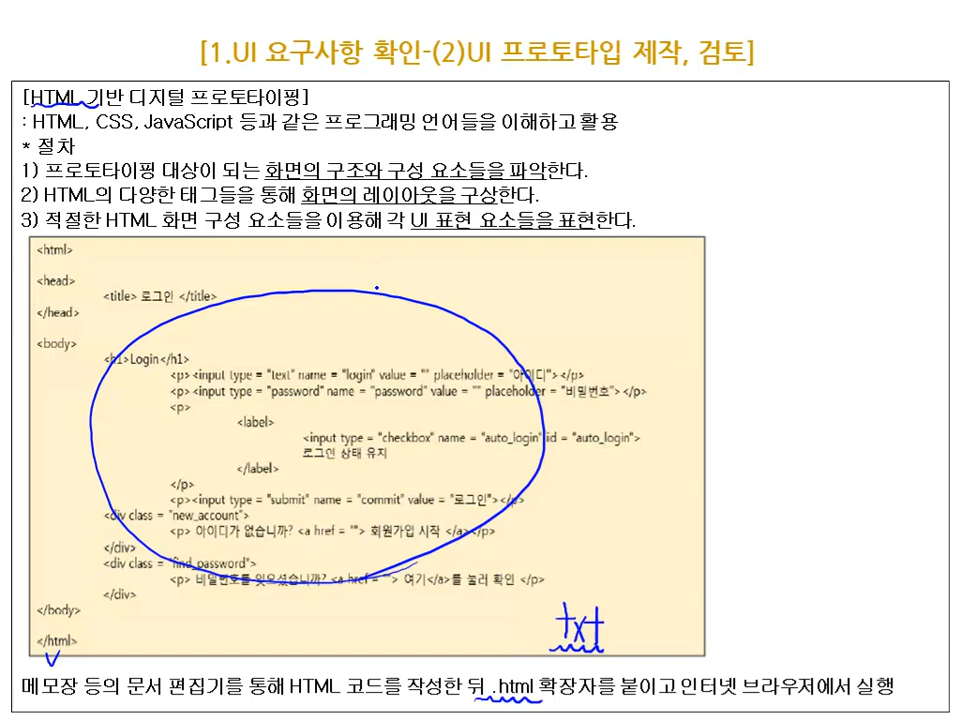 [1.UI 요구사항 확인-(2)UI 프로토타입 제작, 검토]
[HTML 기반 디지털 프로토타이핑]
: HTML, CSS, JavaScript 등과 같은 프로그래밍 언어들을 이해하고 활용
* 절차
1) 프로토타이핑 대상이 되는 화면의 구조와 구성 요소들을 파악한다.
2) HTML의 다양한 태그들을 통해 화면의 레이아웃을 구상한다.
3) 적절한 HTML 화면 구성 요소들을 이용해 각 UI 표현 요소들을 표현한다.
<html>
<head>
<title> 로그인 </title>
</head>
<body>
<h1>Login</h1>
<p><input type = "text" name = "login" value = "" placeholder = "아이디"></p>
<p><input type = "password" name = "password" value = "" placeholder = "비밀번호"></p>
<p>
<label>
<input type = "checkbox" name = "auto_login" id = "auto_login">
로그인 상태 유지
</label>
</p>
<p><input type = "submit" name = "commit" value = "로그인"></p>
<div class = "new_account">
<p> 아이디가 없습니까? <a href = ""> 회원가입 시작 </a></p>
</div>
<div class = "find_password">
<p> 비밀번호를 잊으셨습니까? <a href = ""> 여기</a>를 눌러 확인 </p>
</div>
</body>
</html>
txt
메모장 등의 문서 편집기를 통해 HTML 코드를 작성한 뒤 .html 확장자를 붙이고 인터넷 브라우저에서 실행